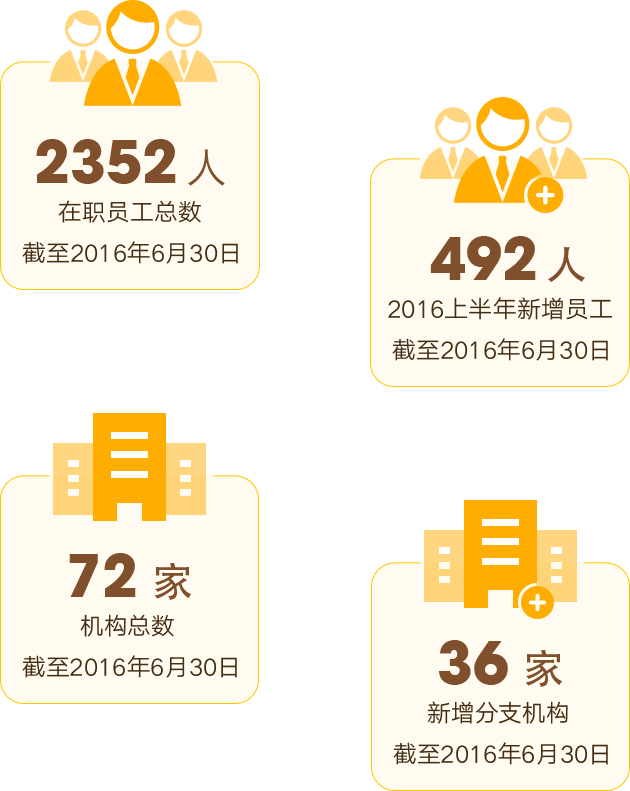 2352 人
在职员工总数
截至2016年6月30日
492 人
2016上半年新增员工
截至2016年6月30日
72 家
机构总数
截至2016年6月30日
36 家
新增分支机构
截至2016年6月30日